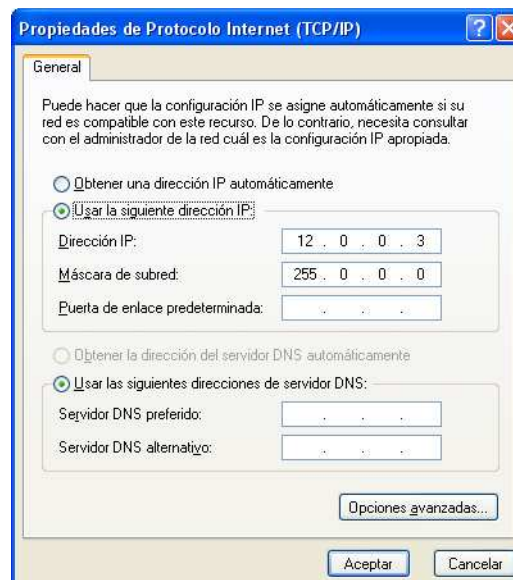 Propiedades de Protocolo Internet (TCP/IP)
General
Puede hacer que la configuración IP se asigne automáticamente si su
red es compatible con este recurso. De lo contrario, necesita consultar
con el administrador de la red cuál es la configuración IP apropiada.
Obtener una dirección IP automáticamente
Usar la siguiente dirección IP:
Dirección IP: 12 . 0 . 0 . 3
Máscara de subred: 255 . 0 . 0 . 0
Puerta de enlace predeterminada: . . .
Obtener la dirección del servidor DNS automáticamente
Usar las siguientes direcciones de servidor DNS:
Servidor DNS preferido: . . .
Servidor DNS alternativo: . . .
Opciones avanzadas...
Aceptar Cancelar